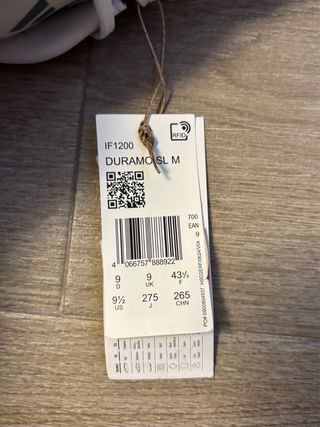 IF1200
DURAMO SL M
RFID
700
EAN
9
4 066757 888922
9 9 43⅓
D UK F
9½ 275 265
US J CHN